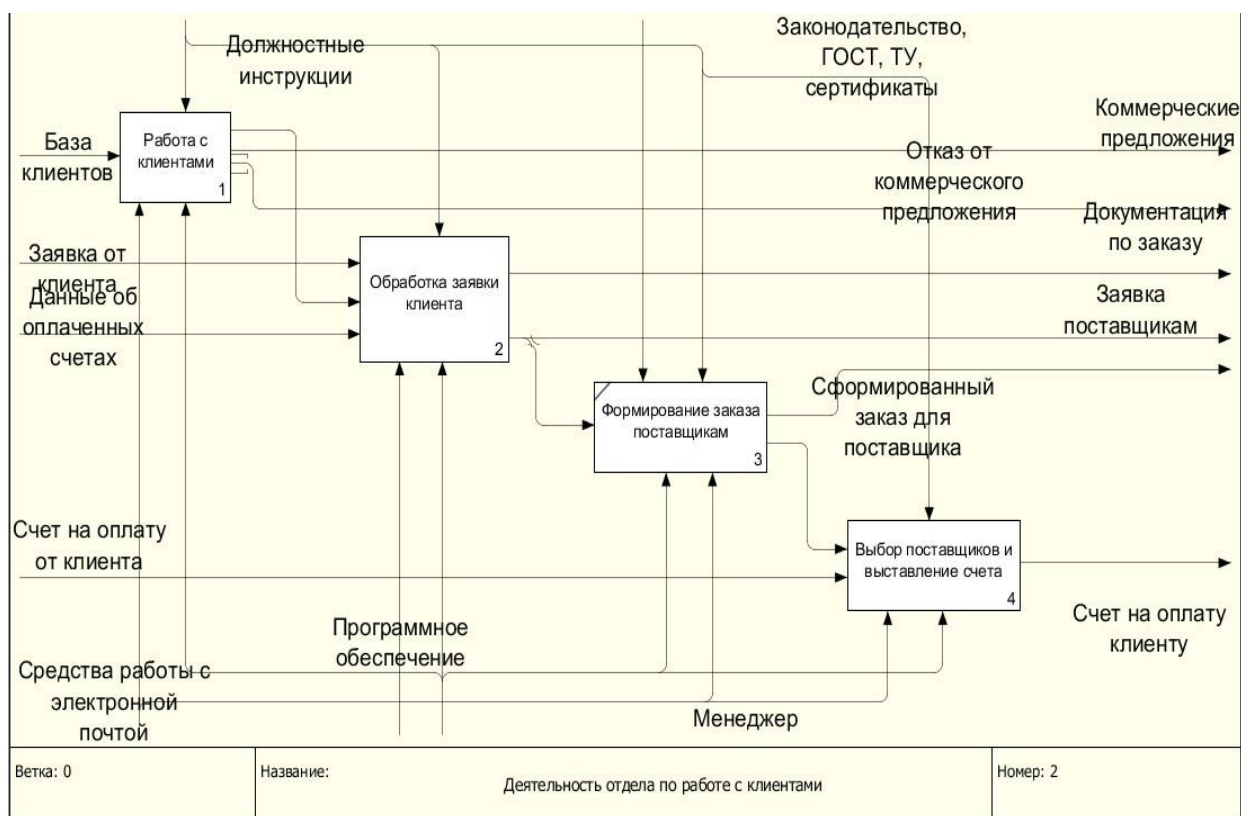 Должностные
инструкции
Законодательство,
ГОСТ, ТУ,
сертификаты
База
клиентов
Работа с
клиентами
1
Коммерческие
предложения
Отказ от
коммерческого
предложения
Документация
по заказу
Заявка от
клиента
Данные об
оплаченных
счетах
Обработка заявки
клиента
2
Заявка
поставщикам
Формирование заказа
поставщикам
3
Сформированный
заказ для
поставщика
Счет на оплату
от клиента
Выбор поставщиков и
выставление счета
4
Счет на оплату
клиенту
Программное
обеспечение
Средства работы с
электронной
почтой
Менеджер
Ветка: 0
Название:
Деятельность отдела по работе с клиентами
Номер: 2